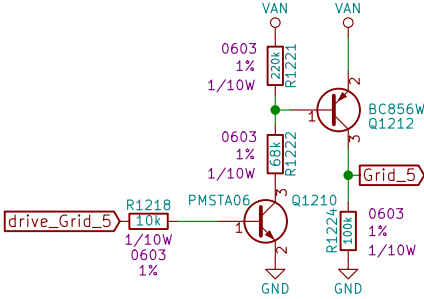 VAN
VAN
0603
1%
1/10W
220k
R1221
2
1
3
BC856W
Q1212
0603
1%
1/10W
68k
R1222
Grid_5
R1218
PMSTA06
3
Q1210
drive_Grid_5
10k
1
1/10W
0603
1%
2
R1224
100k
0603
1%
1/10W
GND
GND